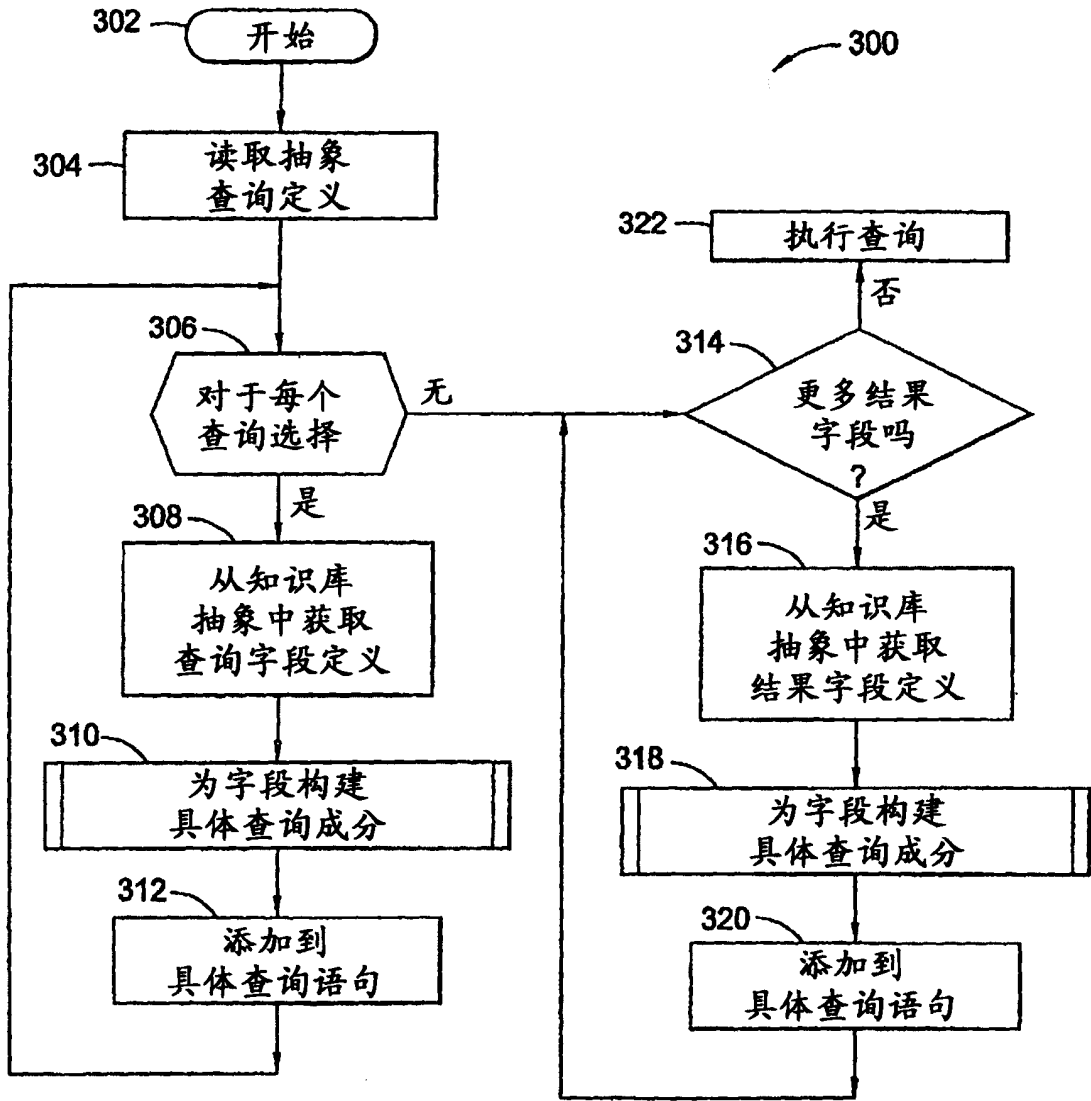 302
开始
300
304
读取抽象
查询定义
306
对于每个
查询选择
无
是
308
从知识库
抽象中获取
查询字段定义
310
为字段构建
具体查询成分
312
添加到
具体查询语句
322
执行查询
否
314
更多结果
字段吗
?
是
316
从知识库
抽象中获取
结果字段定义
318
为字段构建
具体查询成分
320
添加到
具体查询语句